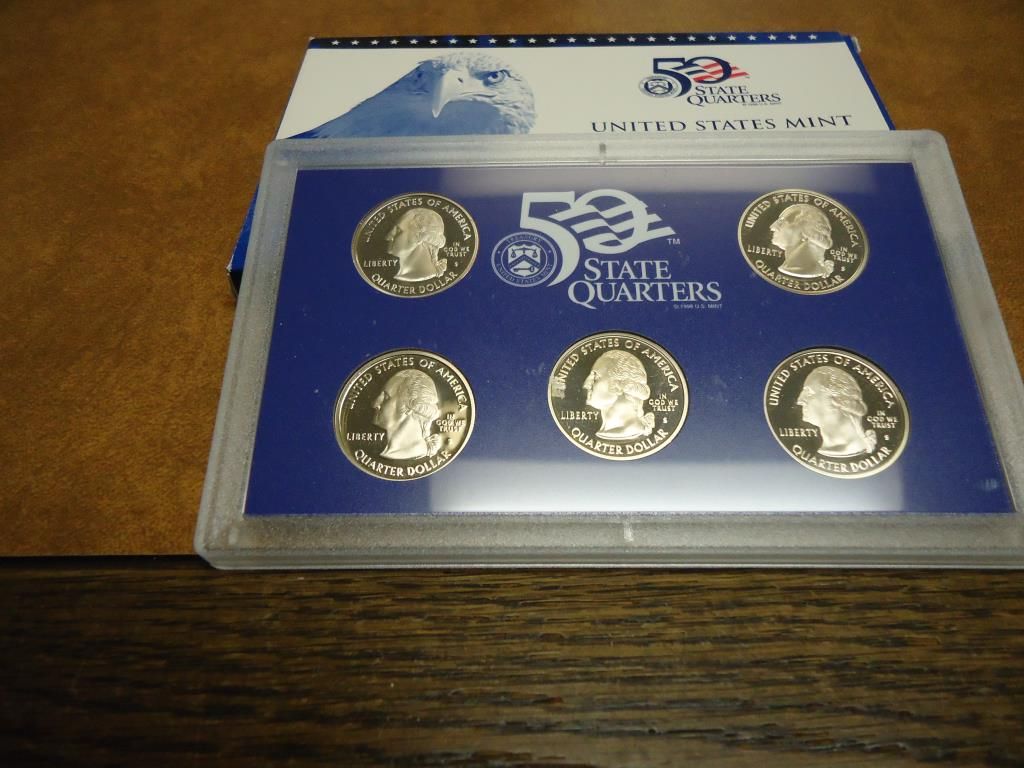 50
STATE
QUARTERS
UNITED STATES MINT
50
TM
STATE
QUARTERS
© 1998 U.S. MINT
UNITED STATES OF AMERICA
LIBERTY
IN
GOD WE
TRUST
S
QUARTER DOLLAR
UNITED STATES OF AMERICA
LIBERTY
IN
GOD WE
TRUST
S
QUARTER DOLLAR
UNITED STATES OF AMERICA
LIBERTY
IN
GOD WE
TRUST
S
QUARTER DOLLAR
UNITED STATES OF AMERICA
LIBERTY
IN
GOD WE
TRUST
S
QUARTER DOLLAR
UNITED STATES OF AMERICA
LIBERTY
IN
GOD WE
TRUST
S
QUARTER DOLLAR